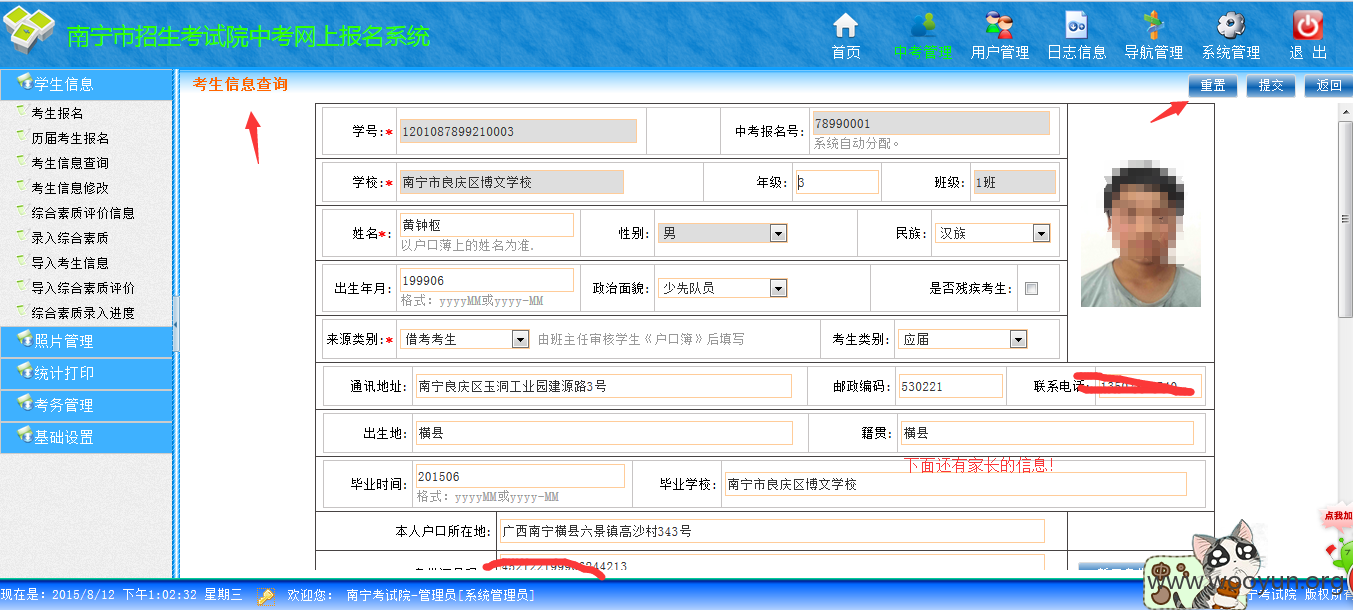 南宁市招生考试院中考网上报名系统
首页 中考管理 用户管理 日志信息 导航管理 系统管理 退 出
学生信息
考生报名
历届考生报名
考生信息查询
考生信息修改
综合素质评价信息
录入综合素质
导入考生信息
导入综合素质评价
综合素质录入进度
照片管理
统计打印
考务管理
基础设置
考生信息查询
重置 提交 返回
学号:* 1201087899210003 中考报名号: 78990001
系统自动分配。
学校:* 南宁市良庆区博文学校 年级: 3 班级: 1班
姓名*: 黄钟枢 性别: 男 民族: 汉族
以户口薄上的姓名为准.
出生年月: 199906 政治面貌: 少先队员 是否残疾考生:
格式: yyyyMM或yyyy-MM
来源类别:* 借考考生 由班主任审核学生《户口簿》后填写 考生类别: 应届
通讯地址: 南宁良庆区玉洞工业园建源路3号 邮政编码: 530221 联系电话:
出生地: 横县 籍贯: 横县
下面还有家长的信息!
毕业时间: 201506 毕业学校: 南宁市良庆区博文学校
格式: yyyyMM或yyyy-MM
本人户口所在地: 广西南宁横县六景镇高沙村343号
点我加
www.wooyun.org
现在是: 2015/8/12 下午1:02:32 星期三 欢迎您: 南宁考试院-管理员[系统管理员] 宁考试院 版权所有